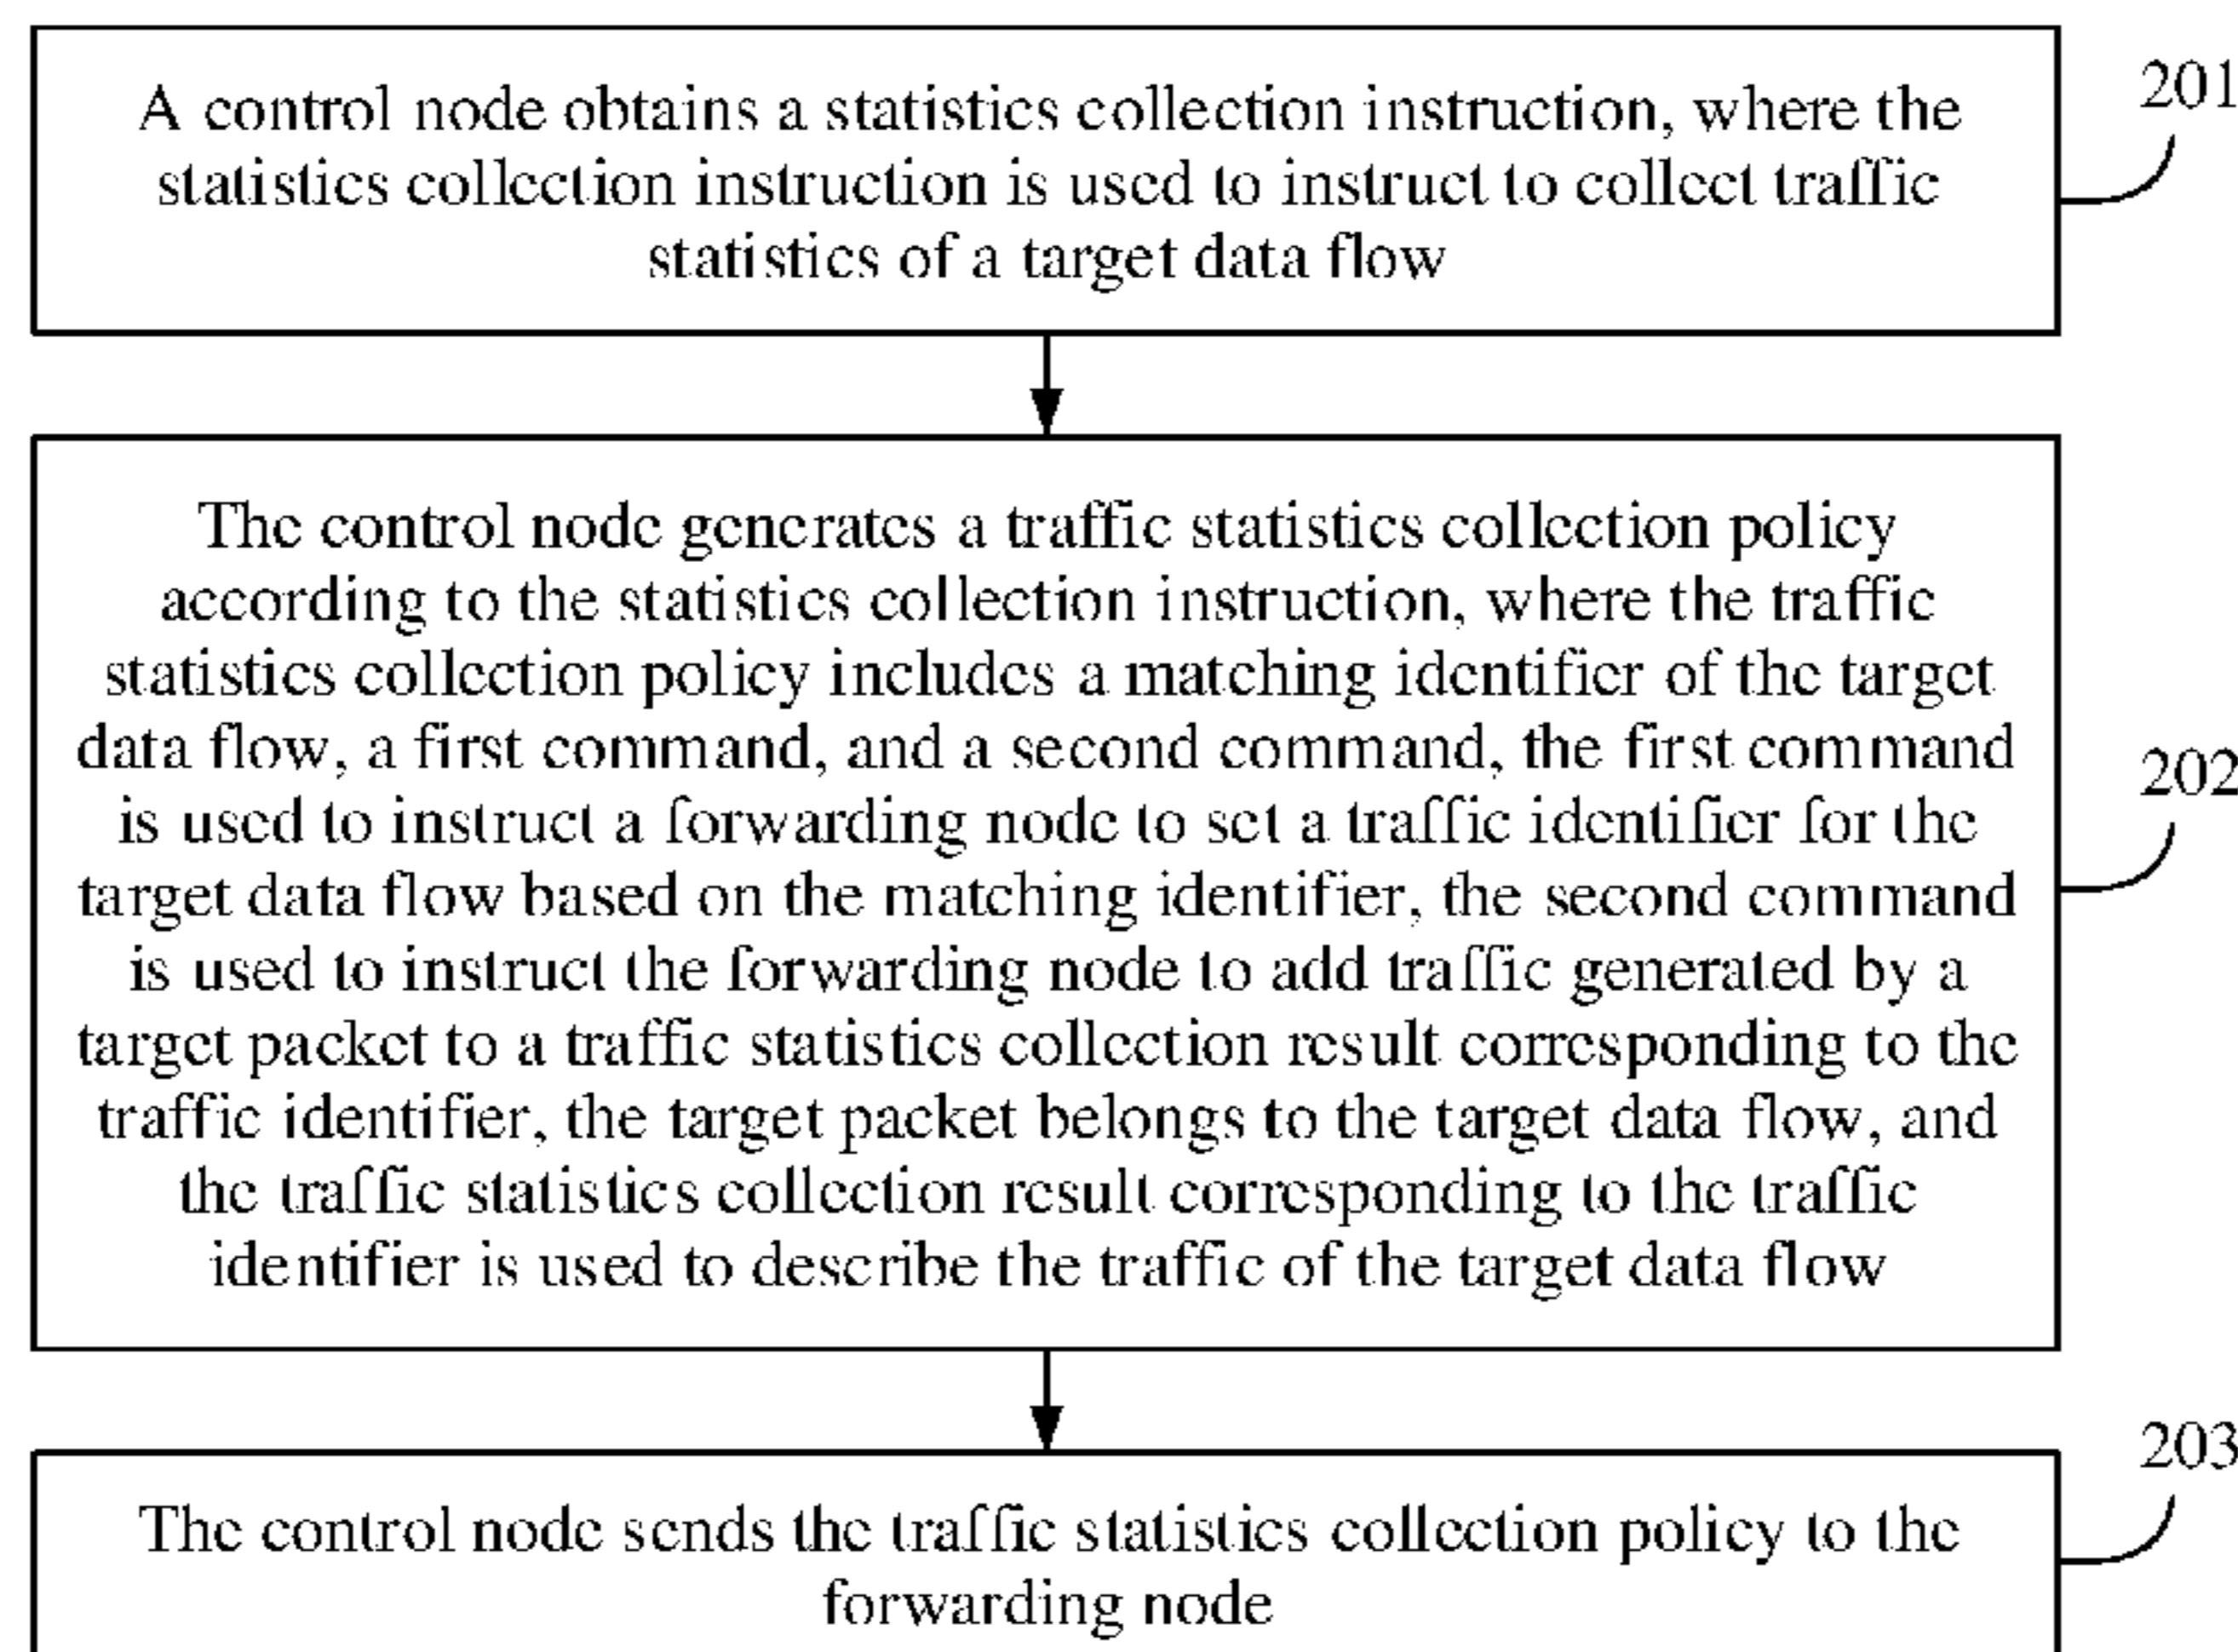 A control node obtains a statistics collection instruction, where the
statistics collection instruction is used to instruct to collect traffic
statistics of a target data flow
201
The control node generates a traffic statistics collection policy
according to the statistics collection instruction, where the traffic
statistics collection policy includes a matching identifier of the target
data flow, a first command, and a second command, the first command
is used to instruct a forwarding node to set a traffic identifier for the
target data flow based on the matching identifier, the second command
is used to instruct the forwarding node to add traffic generated by a
target packet to a traffic statistics collection result corresponding to the
traffic identifier, the target packet belongs to the target data flow, and
the traffic statistics collection result corresponding to the traffic
identifier is used to describe the traffic of the target data flow
202
The control node sends the traffic statistics collection policy to the
forwarding node
203